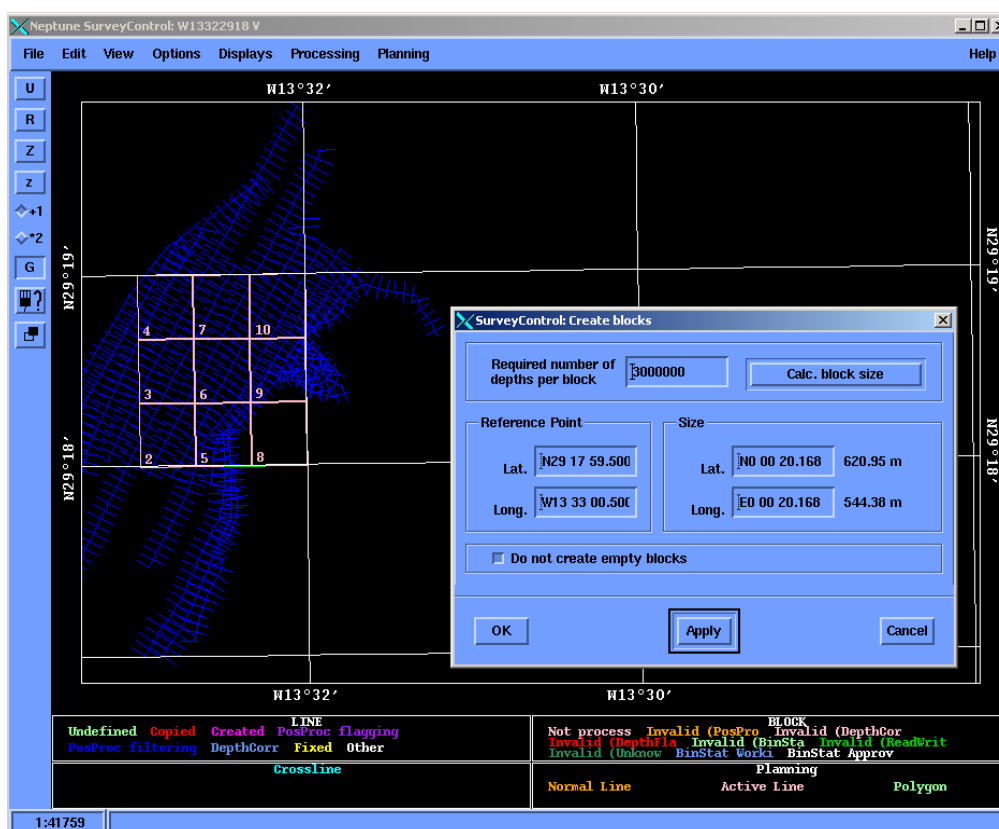 Neptune SurveyControl: W13322918 V
File Edit View Options Displays Processing Planning Help
U
R
Z
z
+1
*2
G
?
W13°32′ W13°30′
N29°19′ N29°19′
4 7 10
3 6 9
2 5 8
N29°18′ N29°18′
W13°32′ W13°30′
SurveyControl: Create blocks
Required number of
depths per block
3000000
Calc. block size
Reference Point
Lat. N29 17 59.500
Long. W13 33 00.500
Size
Lat. N0 00 20.168 620.95 m
Long. E0 00 20.168 544.38 m
Do not create empty blocks
OK Apply Cancel
LINE
Undefined Copied Created PosProc flagging
PosProc filtering DepthCorr Fixed Other
Crossline
BLOCK
Not process Invalid (PosPro Invalid (DepthCor
Invalid (DepthFla Invalid (BinSta Invalid (ReadWrit
Invalid (Unknow BinStat Worki BinStat Approv
Planning
Normal Line Active Line Polygon
1:41759